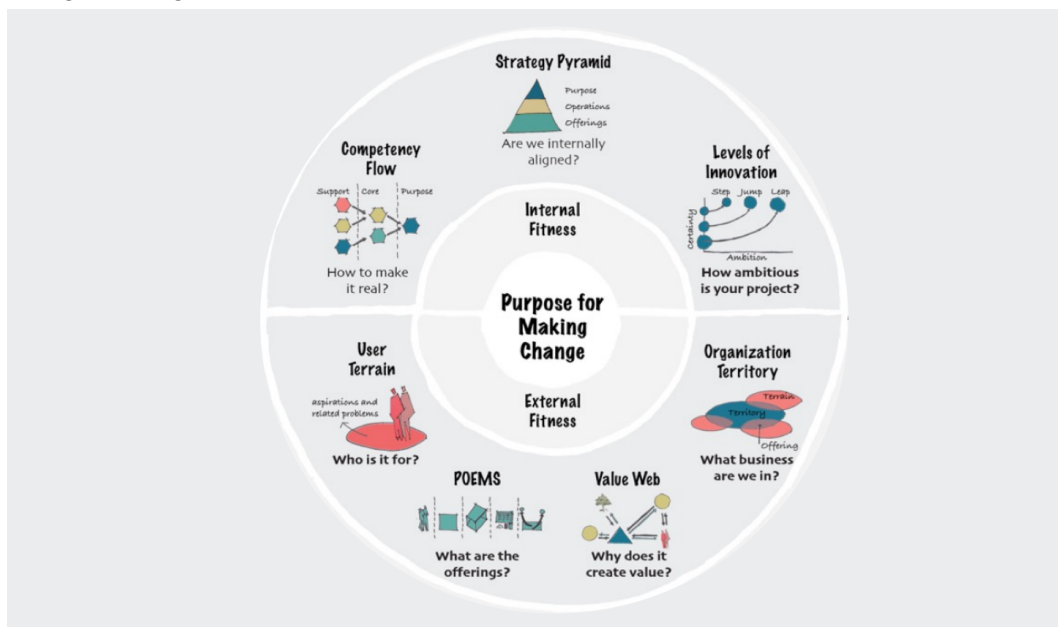 Strategy Pyramid
Purpose
Operations
Offerings
Are we internally
aligned?
Competency
Flow
Support Core Purpose
How to make
it real?
Levels of
Innovation
Step Jump Leap
Certainty
Ambition
How ambitious
is your project?
Internal
Fitness
Purpose for
Making
Change
External
Fitness
User
Terrain
aspirations and
related problems
Who is it for?
Organization
Territory
Terrain
Territory
Offering
What business
are we in?
POEMS
What are the
offerings?
Value Web
Why does it
create value?